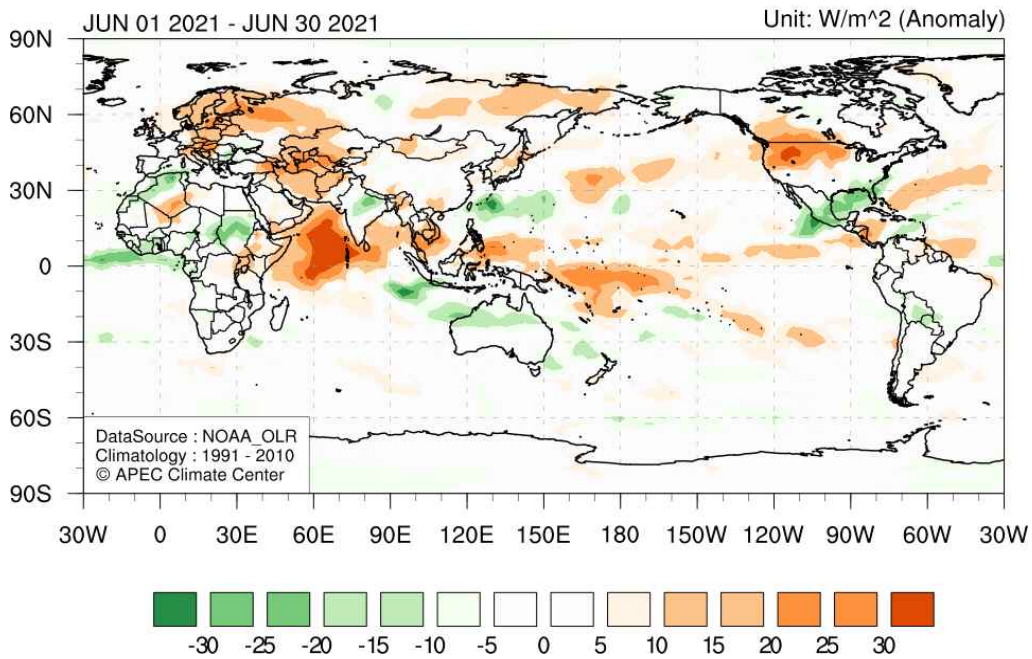 JUN 01 2021 - JUN 30 2021
Unit: W/m^2 (Anomaly)
90N
60N
30N
0
30S
60S
90S
DataSource : NOAA_OLR
Climatology : 1991 - 2010
© APEC Climate Center
30W 0 30E 60E 90E 120E 150E 180 150W 120W 90W 60W 30W
-30 -25 -20 -15 -10 -5 0 5 10 15 20 25 30